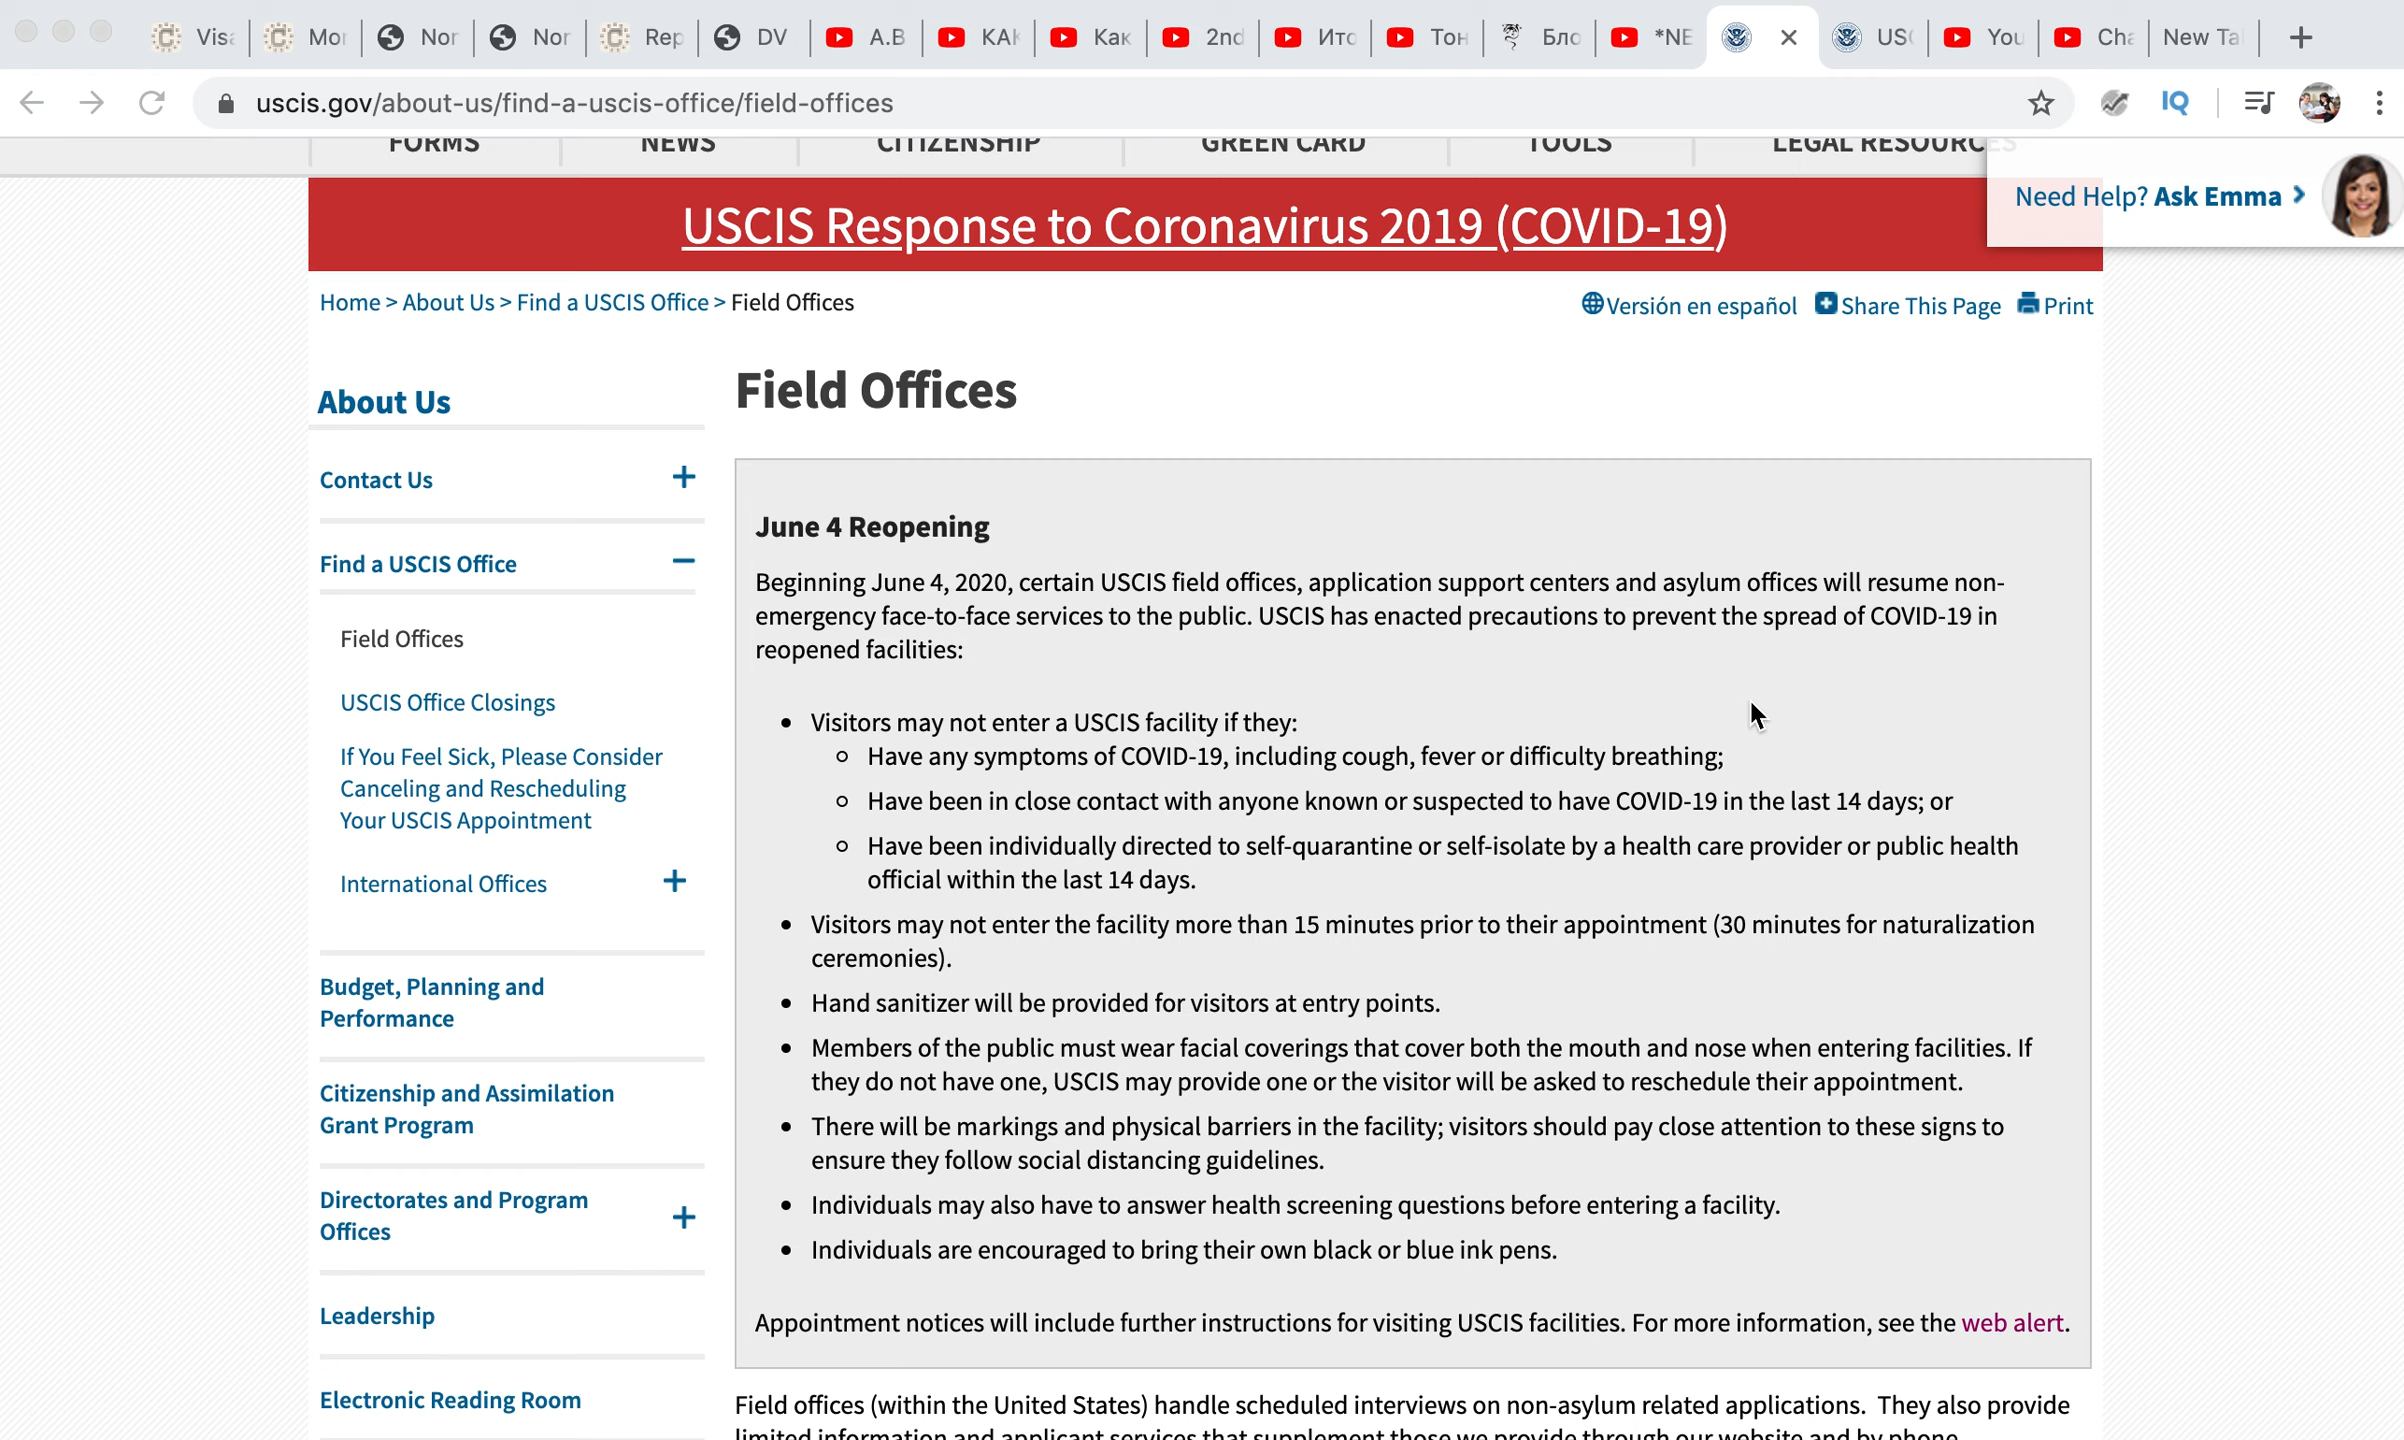 Visa
Mor
Nor
Nor
Rep
DV
A.B
КАК
Как
2nd
Ито
Тон
Бло
*NE
USC
You
Cha
New Ta
uscis.gov/about-us/find-a-uscis-office/field-offices
IQ
FORMS
NEWS
CITIZENSHIP
GREEN CARD
TOOLS
LEGAL RESOURCES
Need Help? Ask Emma
USCIS Response to Coronavirus 2019 (COVID-19)
Home > About Us > Find a USCIS Office > Field Offices
Versión en español
Share This Page
Print
About Us
Contact Us
Find a USCIS Office
Field Offices
USCIS Office Closings
If You Feel Sick, Please Consider
Canceling and Rescheduling
Your USCIS Appointment
International Offices
Budget, Planning and
Performance
Citizenship and Assimilation
Grant Program
Directorates and Program
Offices
Leadership
Electronic Reading Room
Field Offices
June 4 Reopening
Beginning June 4, 2020, certain USCIS field offices, application support centers and asylum offices will resume non-
emergency face-to-face services to the public. USCIS has enacted precautions to prevent the spread of COVID-19 in
reopened facilities:
Visitors may not enter a USCIS facility if they:
Have any symptoms of COVID-19, including cough, fever or difficulty breathing;
Have been in close contact with anyone known or suspected to have COVID-19 in the last 14 days; or
Have been individually directed to self-quarantine or self-isolate by a health care provider or public health
official within the last 14 days.
Visitors may not enter the facility more than 15 minutes prior to their appointment (30 minutes for naturalization
ceremonies).
Hand sanitizer will be provided for visitors at entry points.
Members of the public must wear facial coverings that cover both the mouth and nose when entering facilities. If
they do not have one, USCIS may provide one or the visitor will be asked to reschedule their appointment.
There will be markings and physical barriers in the facility; visitors should pay close attention to these signs to
ensure they follow social distancing guidelines.
Individuals may also have to answer health screening questions before entering a facility.
Individuals are encouraged to bring their own black or blue ink pens.
Appointment notices will include further instructions for visiting USCIS facilities. For more information, see the web alert.
Field offices (within the United States) handle scheduled interviews on non-asylum related applications. They also provide
limited information and applicant services that supplement those we provide through our website and by phone.